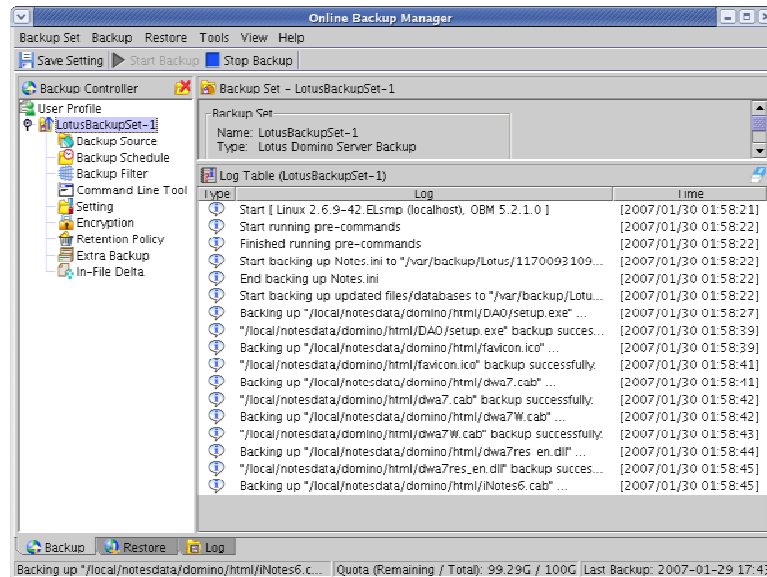 Online Backup Manager
Backup Set Backup Restore Tools View Help
Save Setting Start Backup Stop Backup
Backup Controller
User Profile
LotusBackupSet-1
Backup Source
Backup Schedule
Backup Filter
Command Line Tool
Setting
Encryption
Retention Policy
Extra Backup
In-File Delta
Backup Set - LotusBackupSet-1
Backup Set
Name: LotusBackupSet-1
Type: Lotus Domino Server Backup
Log Table (LotusBackupSet-1)
Type Log Time
Start [ Linux 2.6.9-42.ELsmp (localhost), OBM 5.2.1.0 ] [2007/01/30 01:58:21]
Start running pre-commands [2007/01/30 01:58:22]
Finished running pre-commands [2007/01/30 01:58:22]
Start backing up Notes.ini to "/var/backup/Lotus/1170093109... [2007/01/30 01:58:22]
End backing up Notes.ini [2007/01/30 01:58:22]
Start backing up updated files/databases to "/var/backup/Lotu... [2007/01/30 01:58:22]
Backing up "/local/notesdata/domino/html/DAO/setup.exe" ... [2007/01/30 01:58:27]
"/local/notesdata/domino/html/DAO/setup.exe" backup succes... [2007/01/30 01:58:39]
Backing up "/local/notesdata/domino/html/favicon.ico" ... [2007/01/30 01:58:39]
"/local/notesdata/domino/html/favicon.ico" backup successfully. [2007/01/30 01:58:41]
Backing up "/local/notesdata/domino/html/dwa7.cab" ... [2007/01/30 01:58:41]
"/local/notesdata/domino/html/dwa7.cab" backup successfully. [2007/01/30 01:58:42]
Backing up "/local/notesdata/domino/html/dwa7W.cab" ... [2007/01/30 01:58:42]
"/local/notesdata/domino/html/dwa7W.cab" backup successfully. [2007/01/30 01:58:43]
Backing up "/local/notesdata/domino/html/dwa7res_en.dll" ... [2007/01/30 01:58:44]
"/local/notesdata/domino/html/dwa7res_en.dll" backup succes... [2007/01/30 01:58:45]
Backing up "/local/notesdata/domino/html/iNotes6.cab" ... [2007/01/30 01:58:45]
Backup Restore Log
Backing up "/local/notesdata/domino/html/iNotes6.c... Quota (Remaining / Total): 99.29G / 100G Last Backup: 2007-01-29 17:43